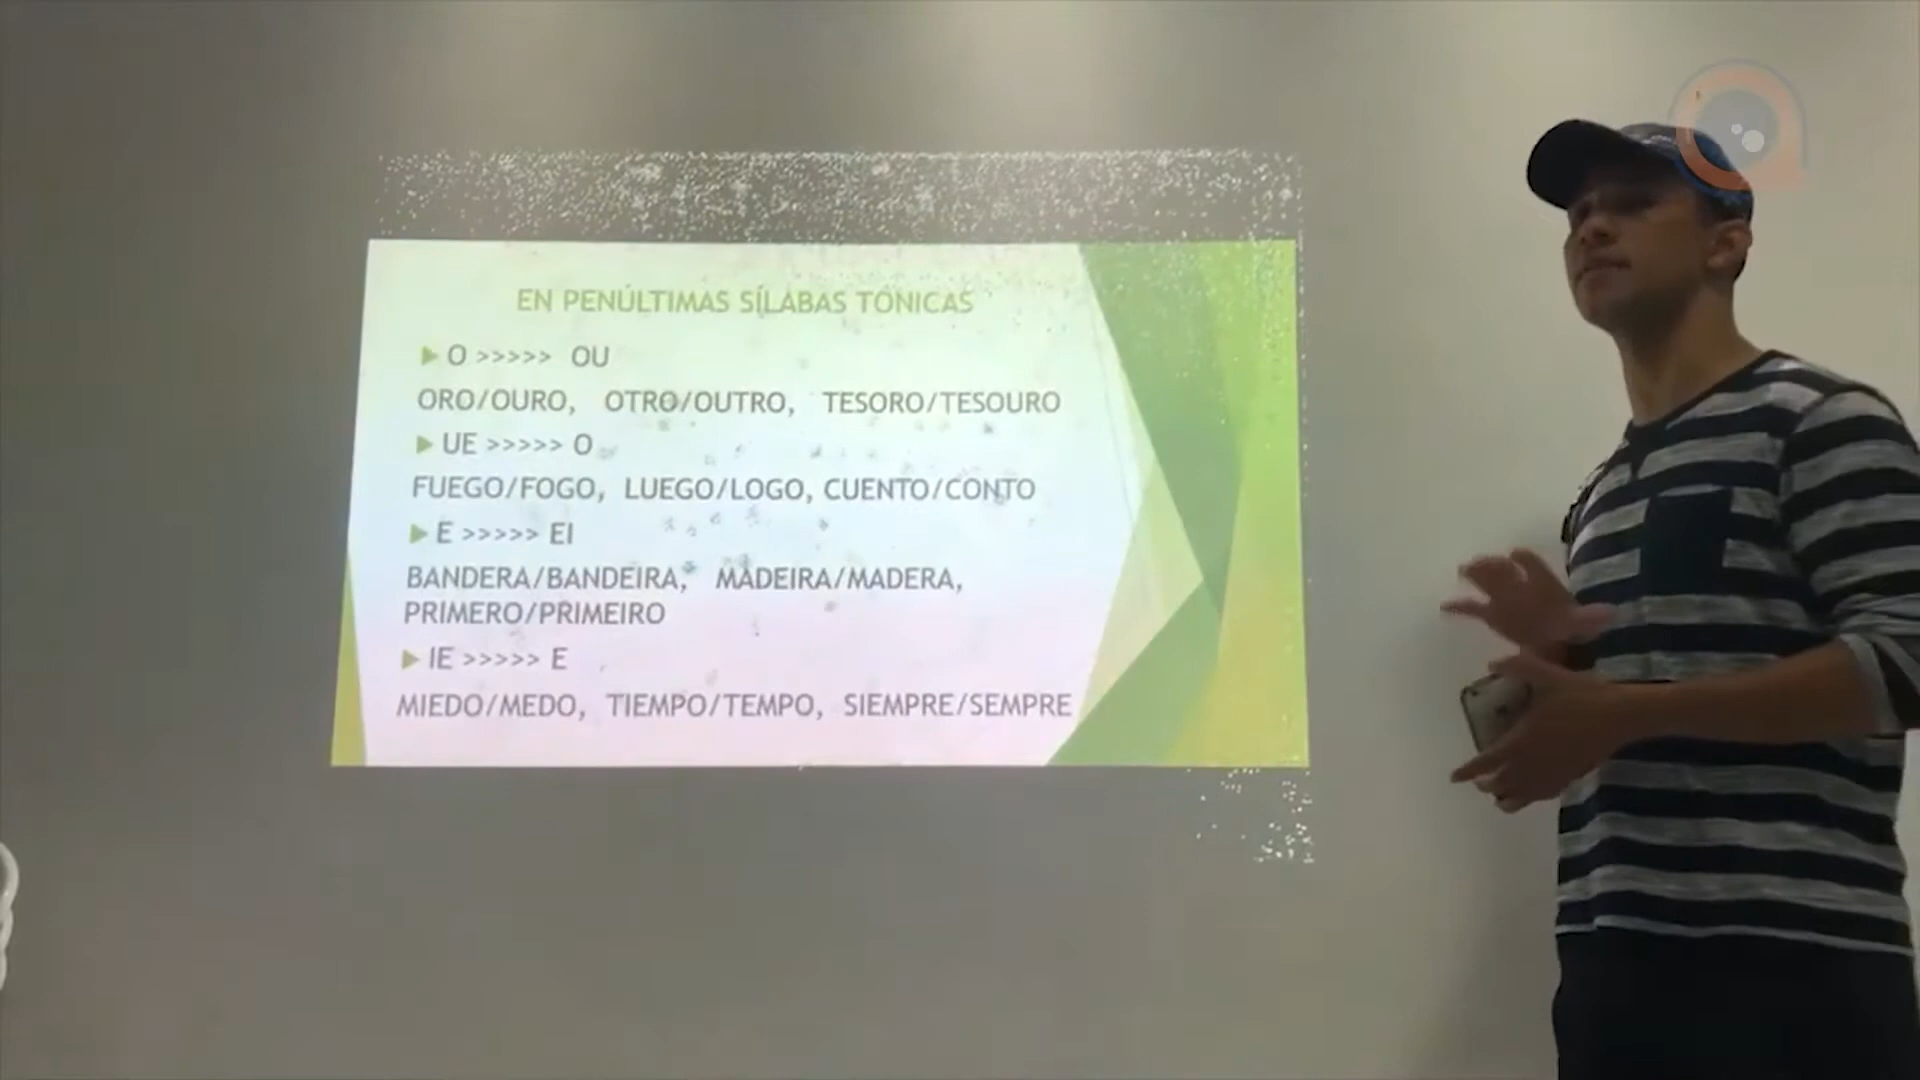 EN PENÚLTIMAS SÍLABAS TONICAS
O >>>>> OU
ORO/OURO, OTRO/OUTRO, TESORO/TESOURO
UE >>>>> O
FUEGO/FOGO, LUEGO/LOGO, CUENTO/CONTO
E >>>>> EI
BANDERA/BANDEIRA, MADEIRA/MADERA,
PRIMERO/PRIMEIRO
IE >>>>> E
MIEDO/MEDO, TIEMPO/TEMPO, SIEMPRE/SEMPRE